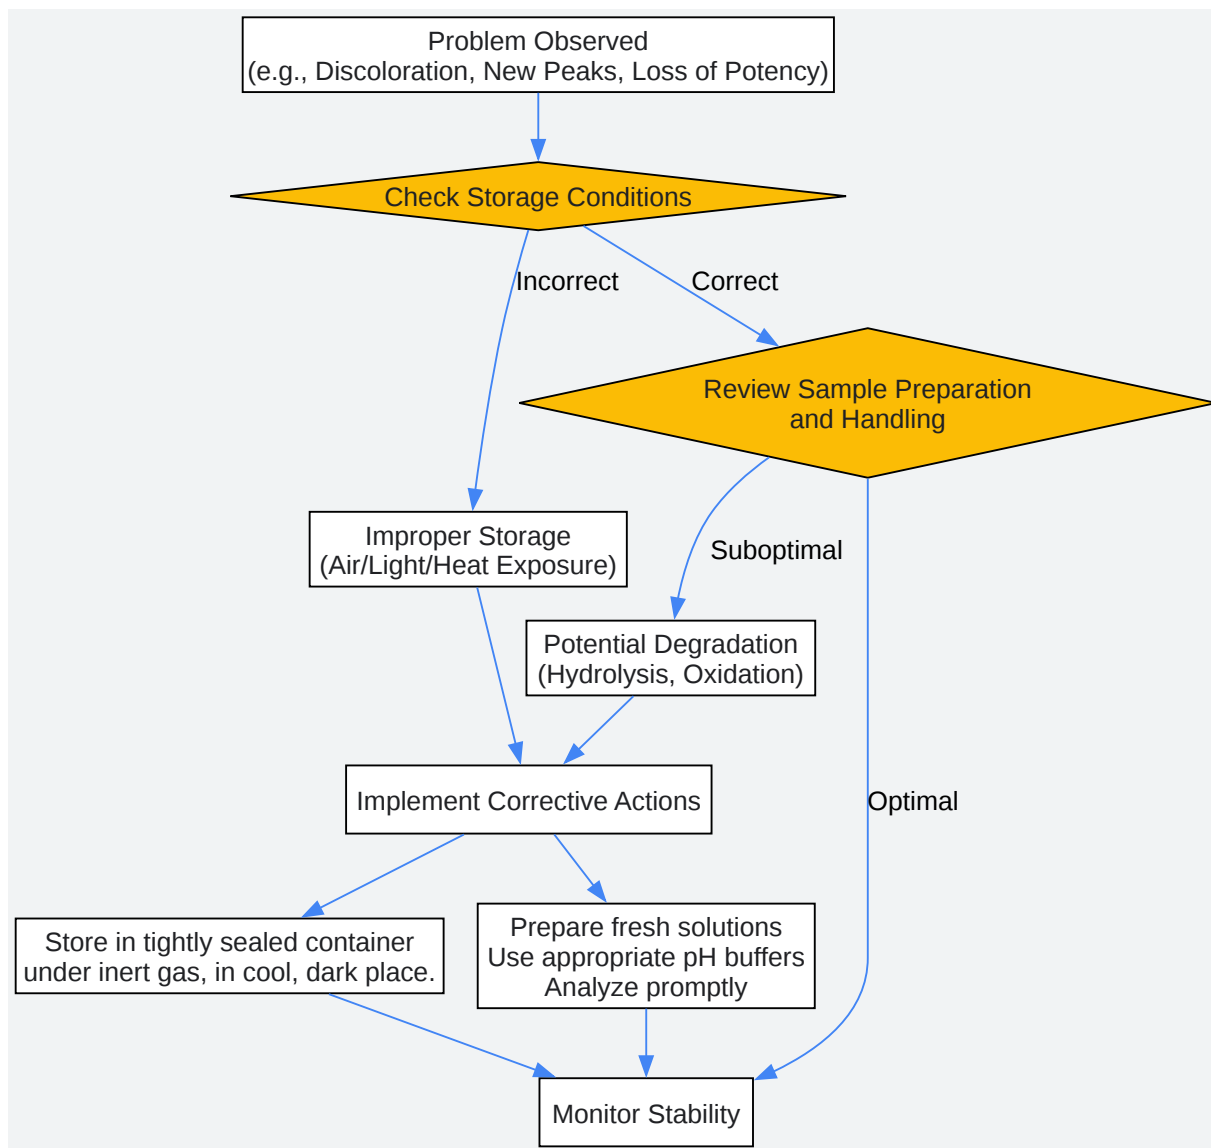 Problem Observed
(e.g., Discoloration, New Peaks, Loss of Potency)
Check Storage Conditions
Incorrect
Correct
Review Sample Preparation
and Handling
Improper Storage
(Air/Light/Heat Exposure)
Suboptimal
Potential Degradation
(Hydrolysis, Oxidation)
Implement Corrective Actions
Optimal
Store in tightly sealed container
under inert gas, in cool, dark place.
Prepare fresh solutions
Use appropriate pH buffers
Analyze promptly
Monitor Stability